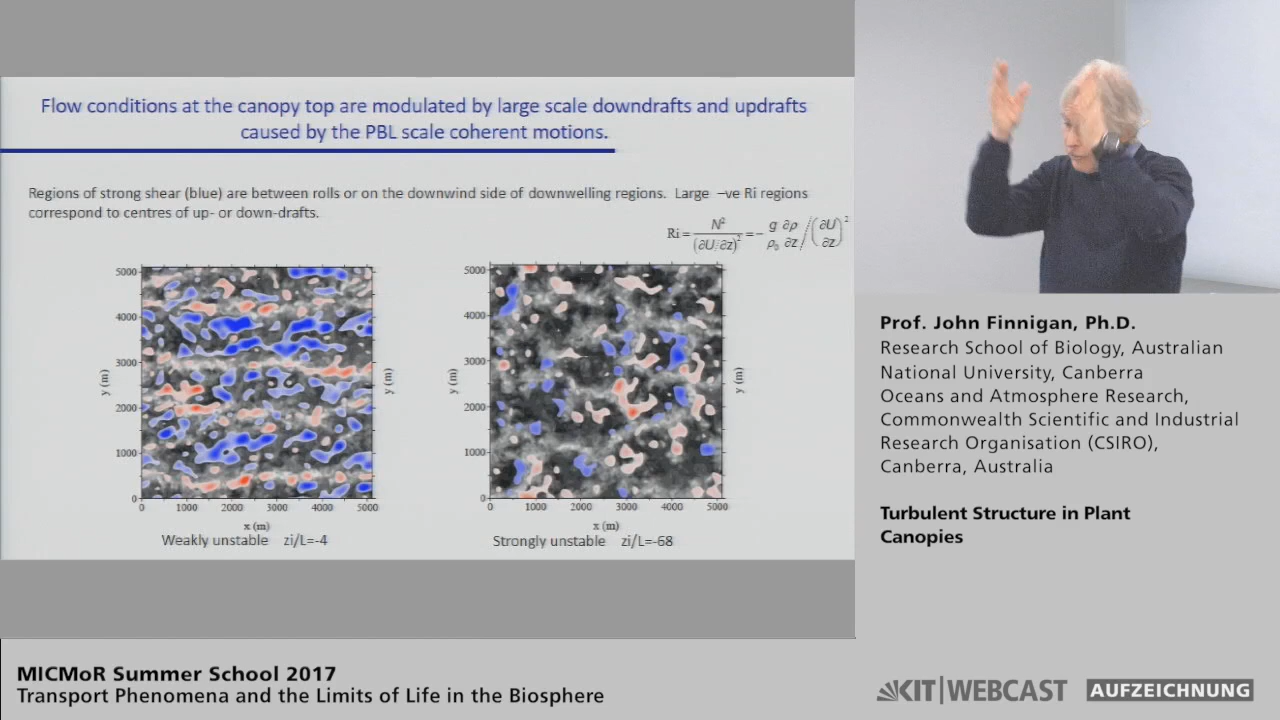 Flow conditions at the canopy top are modulated by large scale downdrafts and updrafts
caused by the PBL scale coherent motions.
Regions of strong shear (blue) are between rolls or on the downwind side of downwelling regions. Large –ve Ri regions
correspond to centres of up- or down-drafts.
Ri = N² / (∂U/∂z)² = − g/ρ₀ ∂ρ/∂z / (∂U/∂z)²
5000
4000
3000
2000
1000
0
y (m)
y (m)
0 1000 2000 3000 4000 5000
x (m)
Weakly unstable zi/L=-4
5000
4000
3000
2000
1000
0
y (m)
y (m)
0 1000 2000 3000 4000 5000
x (m)
Strongly unstable zi/L=-68
Prof. John Finnigan, Ph.D.
Research School of Biology, Australian
National University, Canberra
Oceans and Atmosphere Research,
Commonwealth Scientific and Industrial
Research Organisation (CSIRO),
Canberra, Australia
Turbulent Structure in Plant
Canopies
MICMoR Summer School 2017
Transport Phenomena and the Limits of Life in the Biosphere
KIT|WEBCAST AUFZEICHNUNG